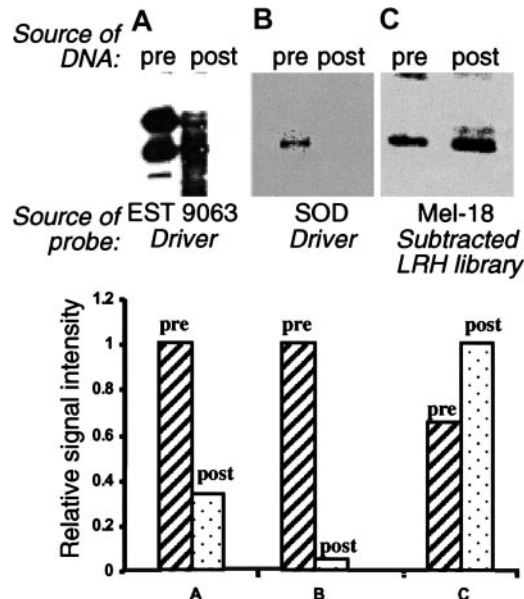 A B C
Source of DNA: pre post pre post pre post
EST 9063 SOD Mel-18
Source of probe: Driver Driver Subtracted LRH library
Relative signal intensity
1.2
1
0.8
0.6
0.4
0.2
0
pre
post
pre
post
pre
post
A B C